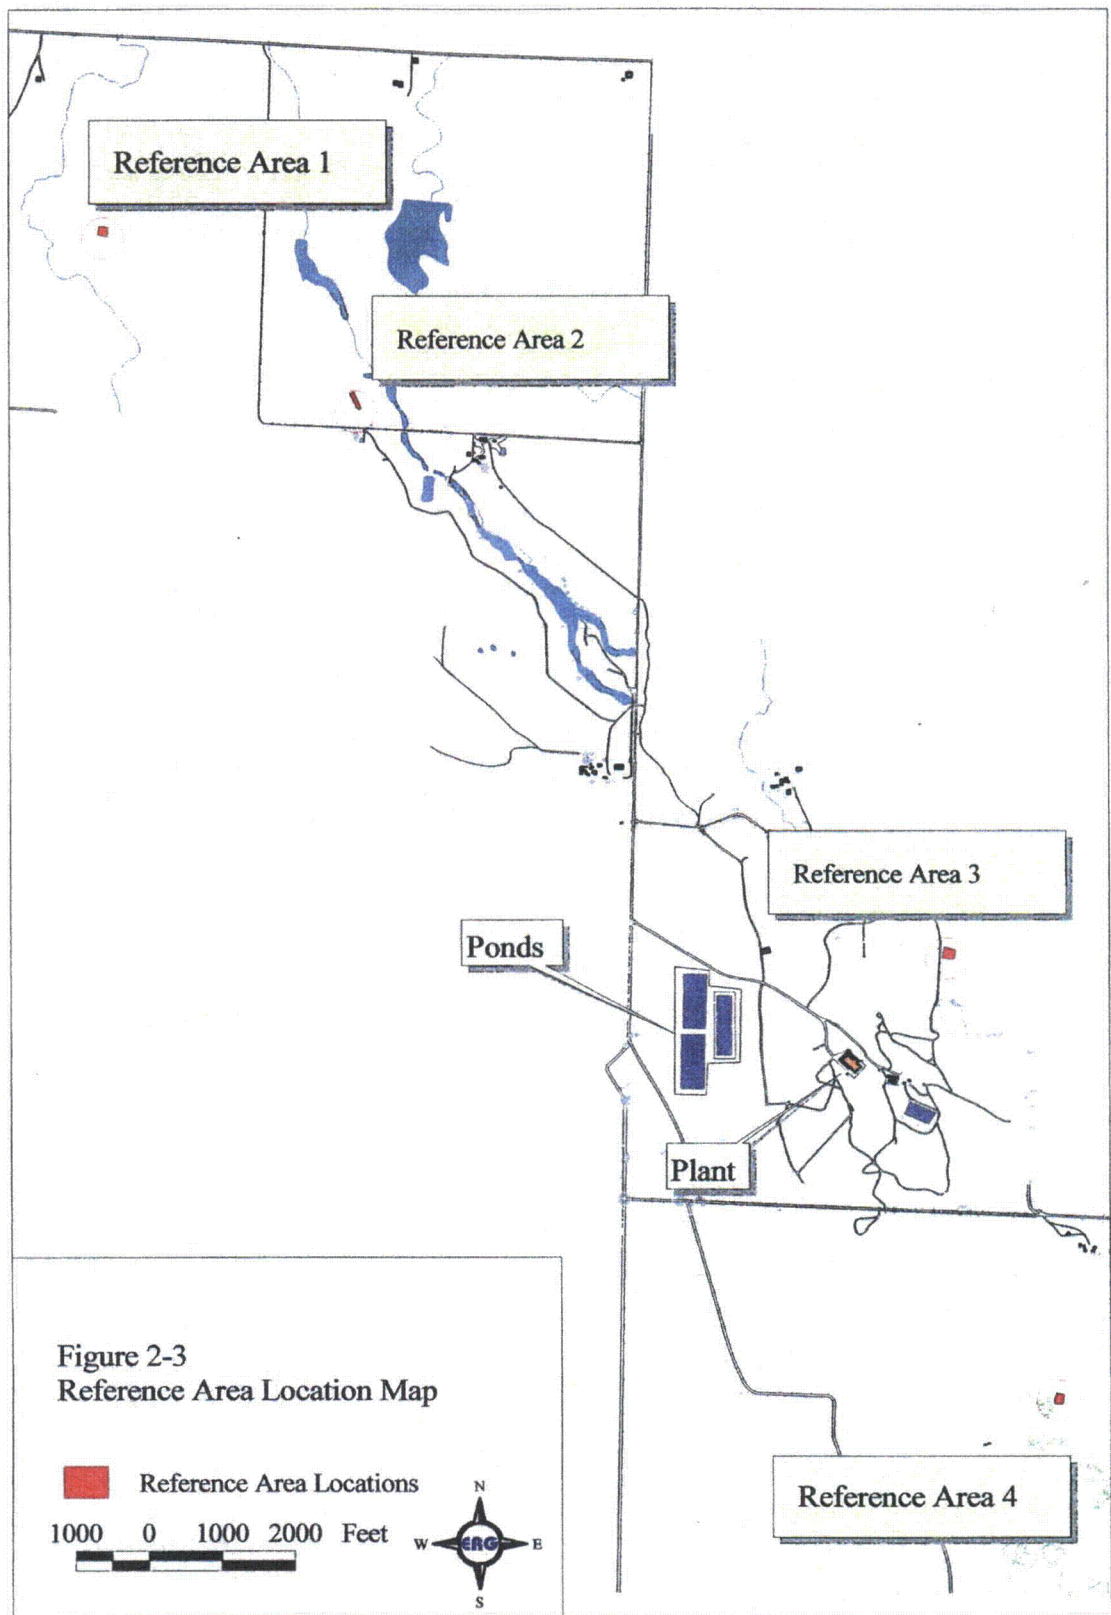 Reference Area 1
Reference Area 2
Reference Area 3
Ponds
Plant
Figure 2-3
Reference Area Location Map
Reference Area Locations
1000 0 1000 2000 Feet
N
W ERG E
S
Reference Area 4